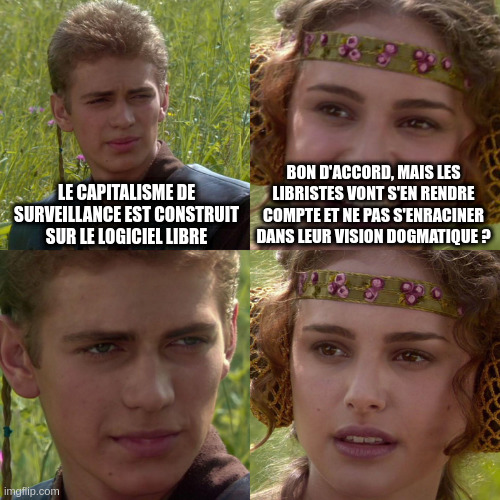 LE CAPITALISME DE
SURVEILLANCE EST CONSTRUIT
SUR LE LOGICIEL LIBRE
BON D'ACCORD, MAIS LES
LIBRISTES VONT S'EN RENDRE
COMPTE ET NE PAS S'ENRACINER
DANS LEUR VISION DOGMATIQUE ?
imgflip.com